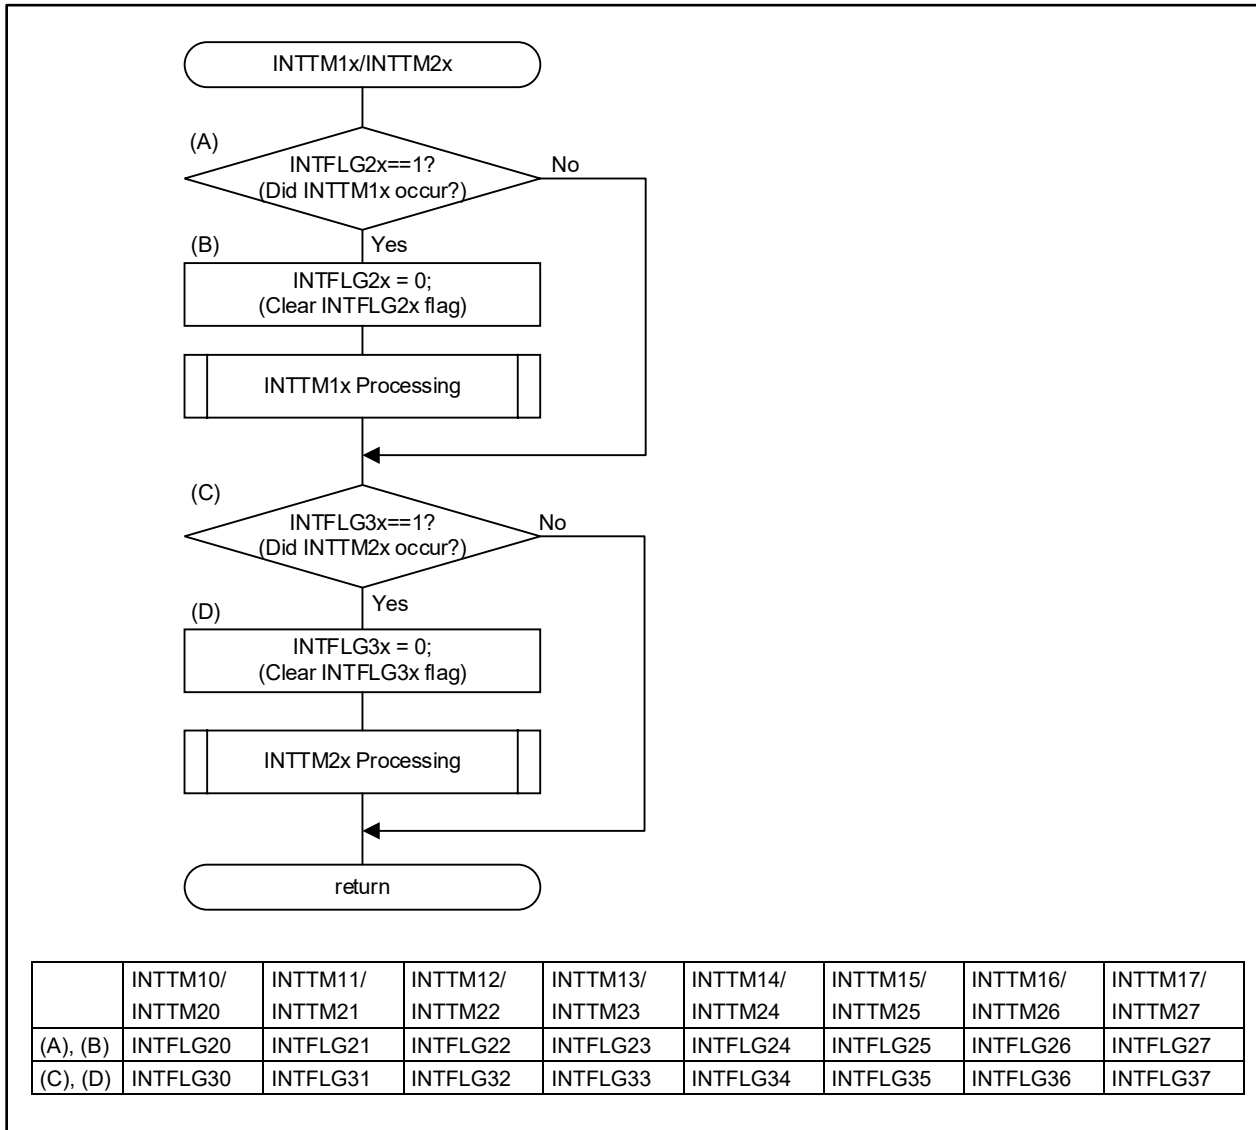 INTTM1x/INTTM2x
(A)
INTFLG2x==1?
(Did INTTM1x occur?)
No
Yes
(B)
INTFLG2x = 0;
(Clear INTFLG2x flag)
INTTM1x Processing
(C)
INTFLG3x==1?
(Did INTTM2x occur?)
No
Yes
(D)
INTFLG3x = 0;
(Clear INTFLG3x flag)
INTTM2x Processing
return
INTTM10/ INTTM11/ INTTM12/ INTTM13/ INTTM14/ INTTM15/ INTTM16/ INTTM17/
INTTM20 INTTM21 INTTM22 INTTM23 INTTM24 INTTM25 INTTM26 INTTM27
(A), (B) INTFLG20 INTFLG21 INTFLG22 INTFLG23 INTFLG24 INTFLG25 INTFLG26 INTFLG27
(C), (D) INTFLG30 INTFLG31 INTFLG32 INTFLG33 INTFLG34 INTFLG35 INTFLG36 INTFLG37